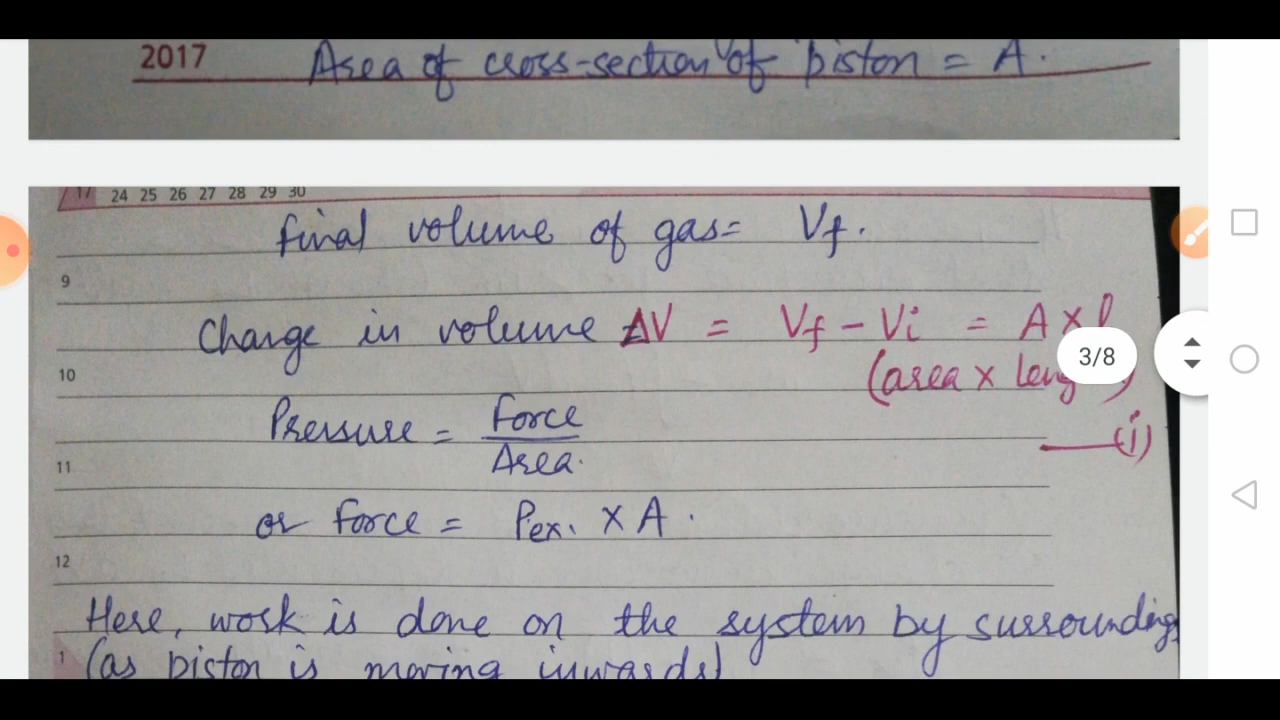 2017 Area of cross-section of piston = A.
17 24 25 26 27 28 29 30
final volume of gas= Vf.
9
Change in volume ΔV = Vf - Vi = A × l
10 (area × leng
3/8
Pressure = Force
Area.
(i)
11
or force = Pex. × A.
12
Here, work is done on the system by surrounding
1 (as piston is moving inwards)